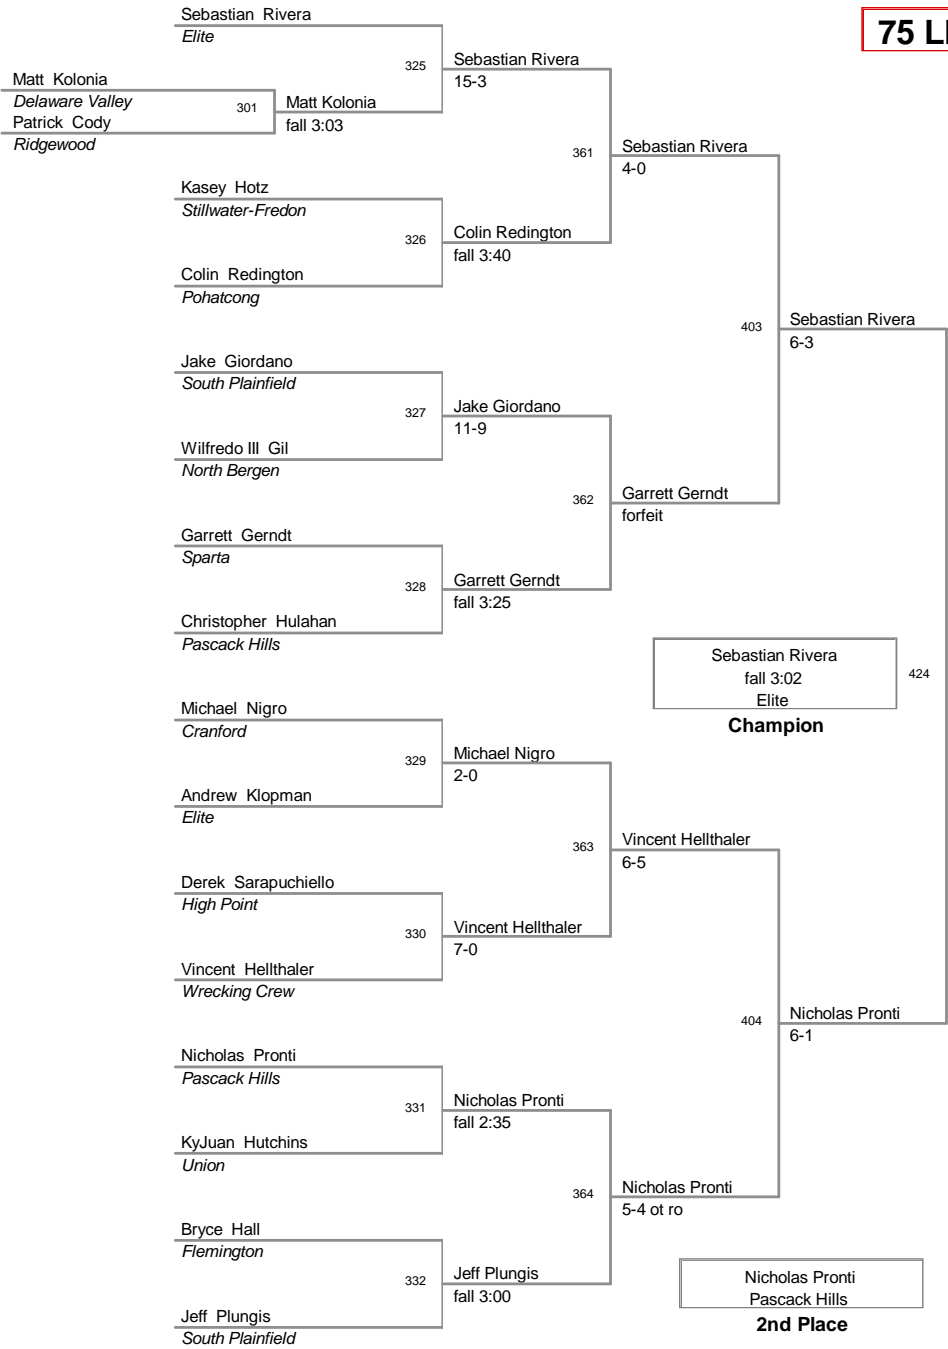 Sebastian Rivera
Elite
75 L
325
Sebastian Rivera
15-3
Matt Kolonia
Delaware Valley
301
Matt Kolonia
fall 3:03
Patrick Cody
Ridgewood
361
Sebastian Rivera
4-0
Kasey Hotz
Stillwater-Fredon
326
Colin Redington
fall 3:40
Colin Redington
Pohatcong
403
Sebastian Rivera
6-3
Jake Giordano
South Plainfield
327
Jake Giordano
11-9
Wilfredo III Gil
North Bergen
362
Garrett Gerndt
forfeit
Garrett Gerndt
Sparta
328
Garrett Gerndt
fall 3:25
Christopher Hulahan
Pascack Hills
Sebastian Rivera
fall 3:02
Elite
424
Champion
Michael Nigro
Cranford
329
Michael Nigro
2-0
Andrew Klopman
Elite
363
Vincent Hellthaler
6-5
Derek Sarapuchiello
High Point
330
Vincent Hellthaler
7-0
Vincent Hellthaler
Wrecking Crew
404
Nicholas Pronti
6-1
Nicholas Pronti
Pascack Hills
331
Nicholas Pronti
fall 2:35
KyJuan Hutchins
Union
364
Nicholas Pronti
5-4 ot ro
Bryce Hall
Flemington
332
Jeff Plungis
fall 3:00
Jeff Plungis
South Plainfield
Nicholas Pronti
Pascack Hills
2nd Place